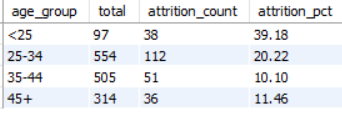 age_group total attrition_count attrition_pct
<25 97 38 39.18
25-34 554 112 20.22
35-44 505 51 10.10
45+ 314 36 11.46